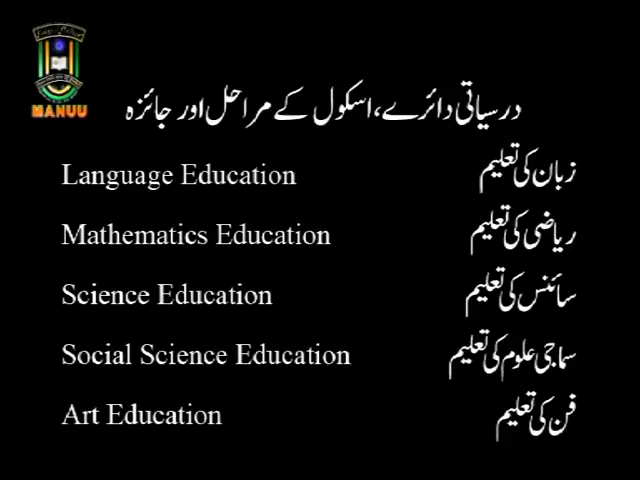 MANUU
درسیاتی دائرے، اسکول کے مراحل اور جائزہ
Language Education زبان کی تعلیم
Mathematics Education ریاضی کی تعلیم
Science Education سائنس کی تعلیم
Social Science Education سماجی علوم کی تعلیم
Art Education فن کی تعلیم